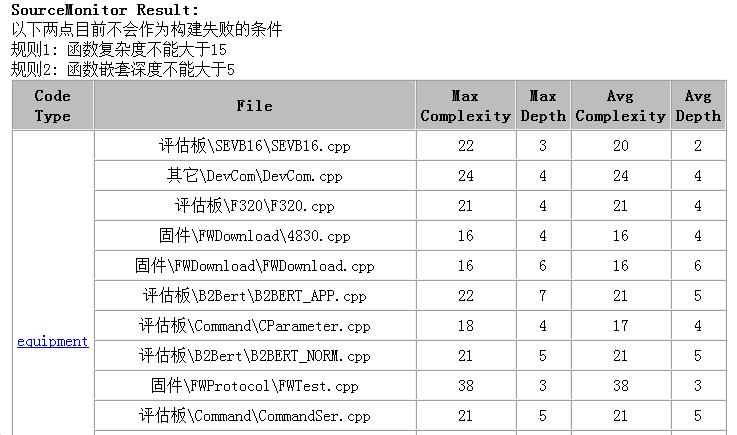 SourceMonitor Result:
以下两点目前不会作为构建失败的条件
规则1: 函数复杂度不能大于15
规则2: 函数嵌套深度不能大于5
Code Type File Max Complexity Max Depth Avg Complexity Avg Depth
评估板\SEVB16\SEVB16.cpp 22 3 20 2
其它\DevCom\DevCom.cpp 24 4 24 4
评估板\F320\F320.cpp 21 4 21 4
固件\FWDownload\4830.cpp 16 4 16 4
固件\FWDownload\FWDownload.cpp 16 6 16 6
评估板\B2Bert\B2BERT_APP.cpp 22 7 21 5
评估板\Command\CParameter.cpp 18 4 17 4
equipment
评估板\B2Bert\B2BERT_NORM.cpp 21 5 21 5
固件\FWProtocol\FWTest.cpp 38 3 38 3
评估板\Command\CommandSer.cpp 21 5 21 5